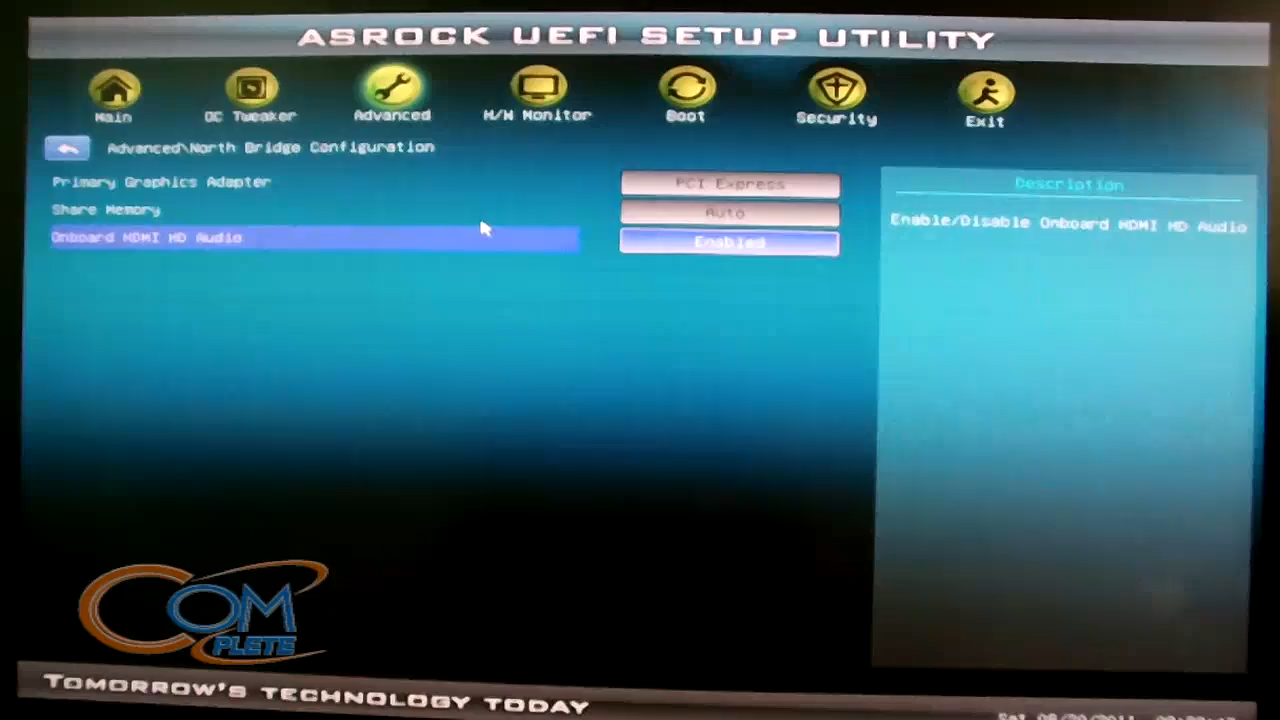 ASROCK UEFI SETUP UTILITY
Main
OC Tweaker
Advanced
H/W Monitor
Boot
Security
Exit
Advanced\North Bridge Configuration
Primary Graphics Adapter
PCI Express
Share Memory
Auto
Onboard HDMI HD Audio
Enabled
Description
Enable/Disable Onboard HDMI HD Audio
COM
PLETE
TOMORROW'S TECHNOLOGY TODAY
Sat